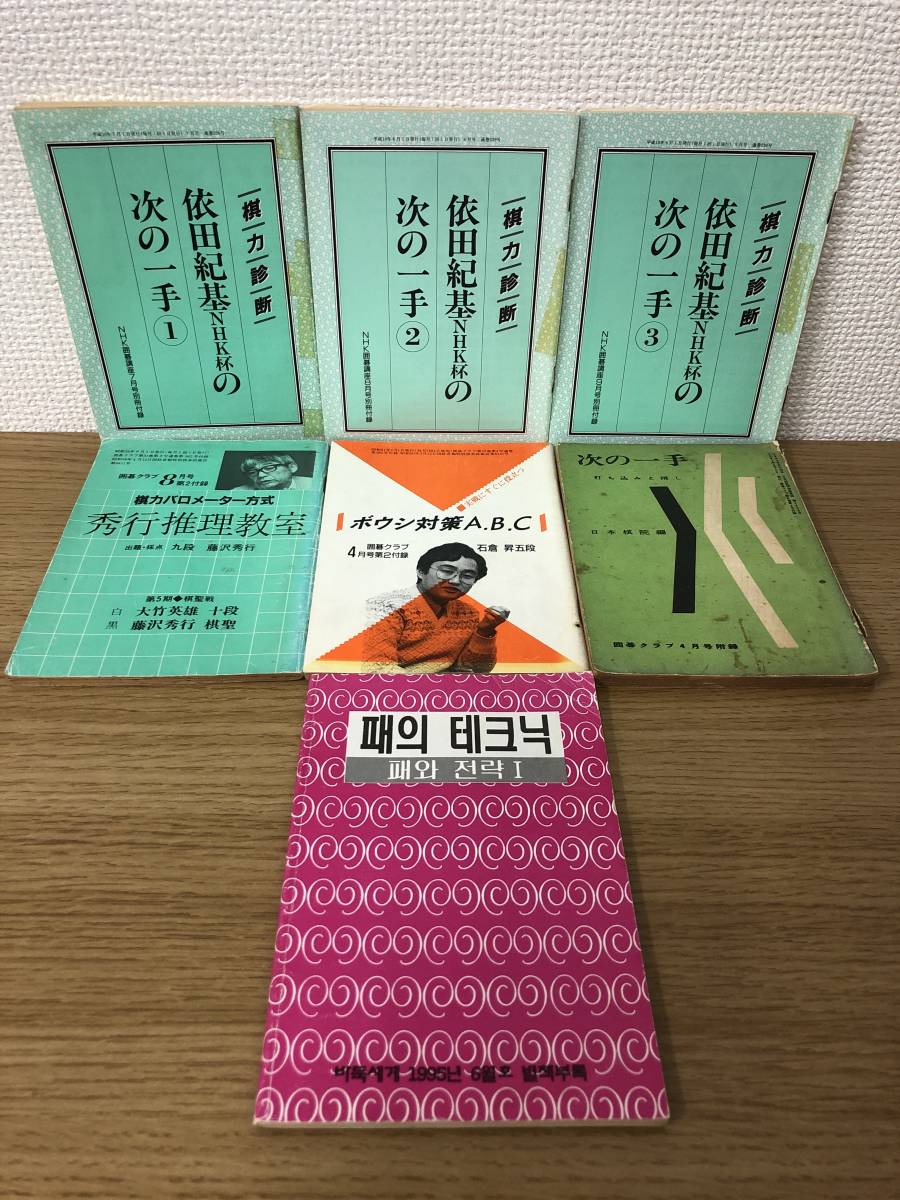 棋力診断
依田紀基NHK杯の
次の一手①
NHK囲碁講座7月号別冊付録
棋力診断
依田紀基NHK杯の
次の一手②
NHK囲碁講座8月号別冊付録
棋力診断
依田紀基NHK杯の
次の一手③
NHK囲碁講座9月号別冊付録
囲碁クラブ 8月号
第2付録
棋力バロメーター方式
秀行推理教室
出題・採点 九段 藤沢秀行
第5期◆棋聖戦
白 大竹英雄 十段
黒 藤沢秀行 棋聖
■実戦にすぐに役立つ
ボウシ対策A.B.C
囲碁クラブ
4月号第2付録
石倉 昇五段
次の一手
打ち込みと消し
日本棋院編
囲碁クラブ4月号附録
패의 테크닉
패와 전략 I
바둑세계 1995년 6월호 별책부록